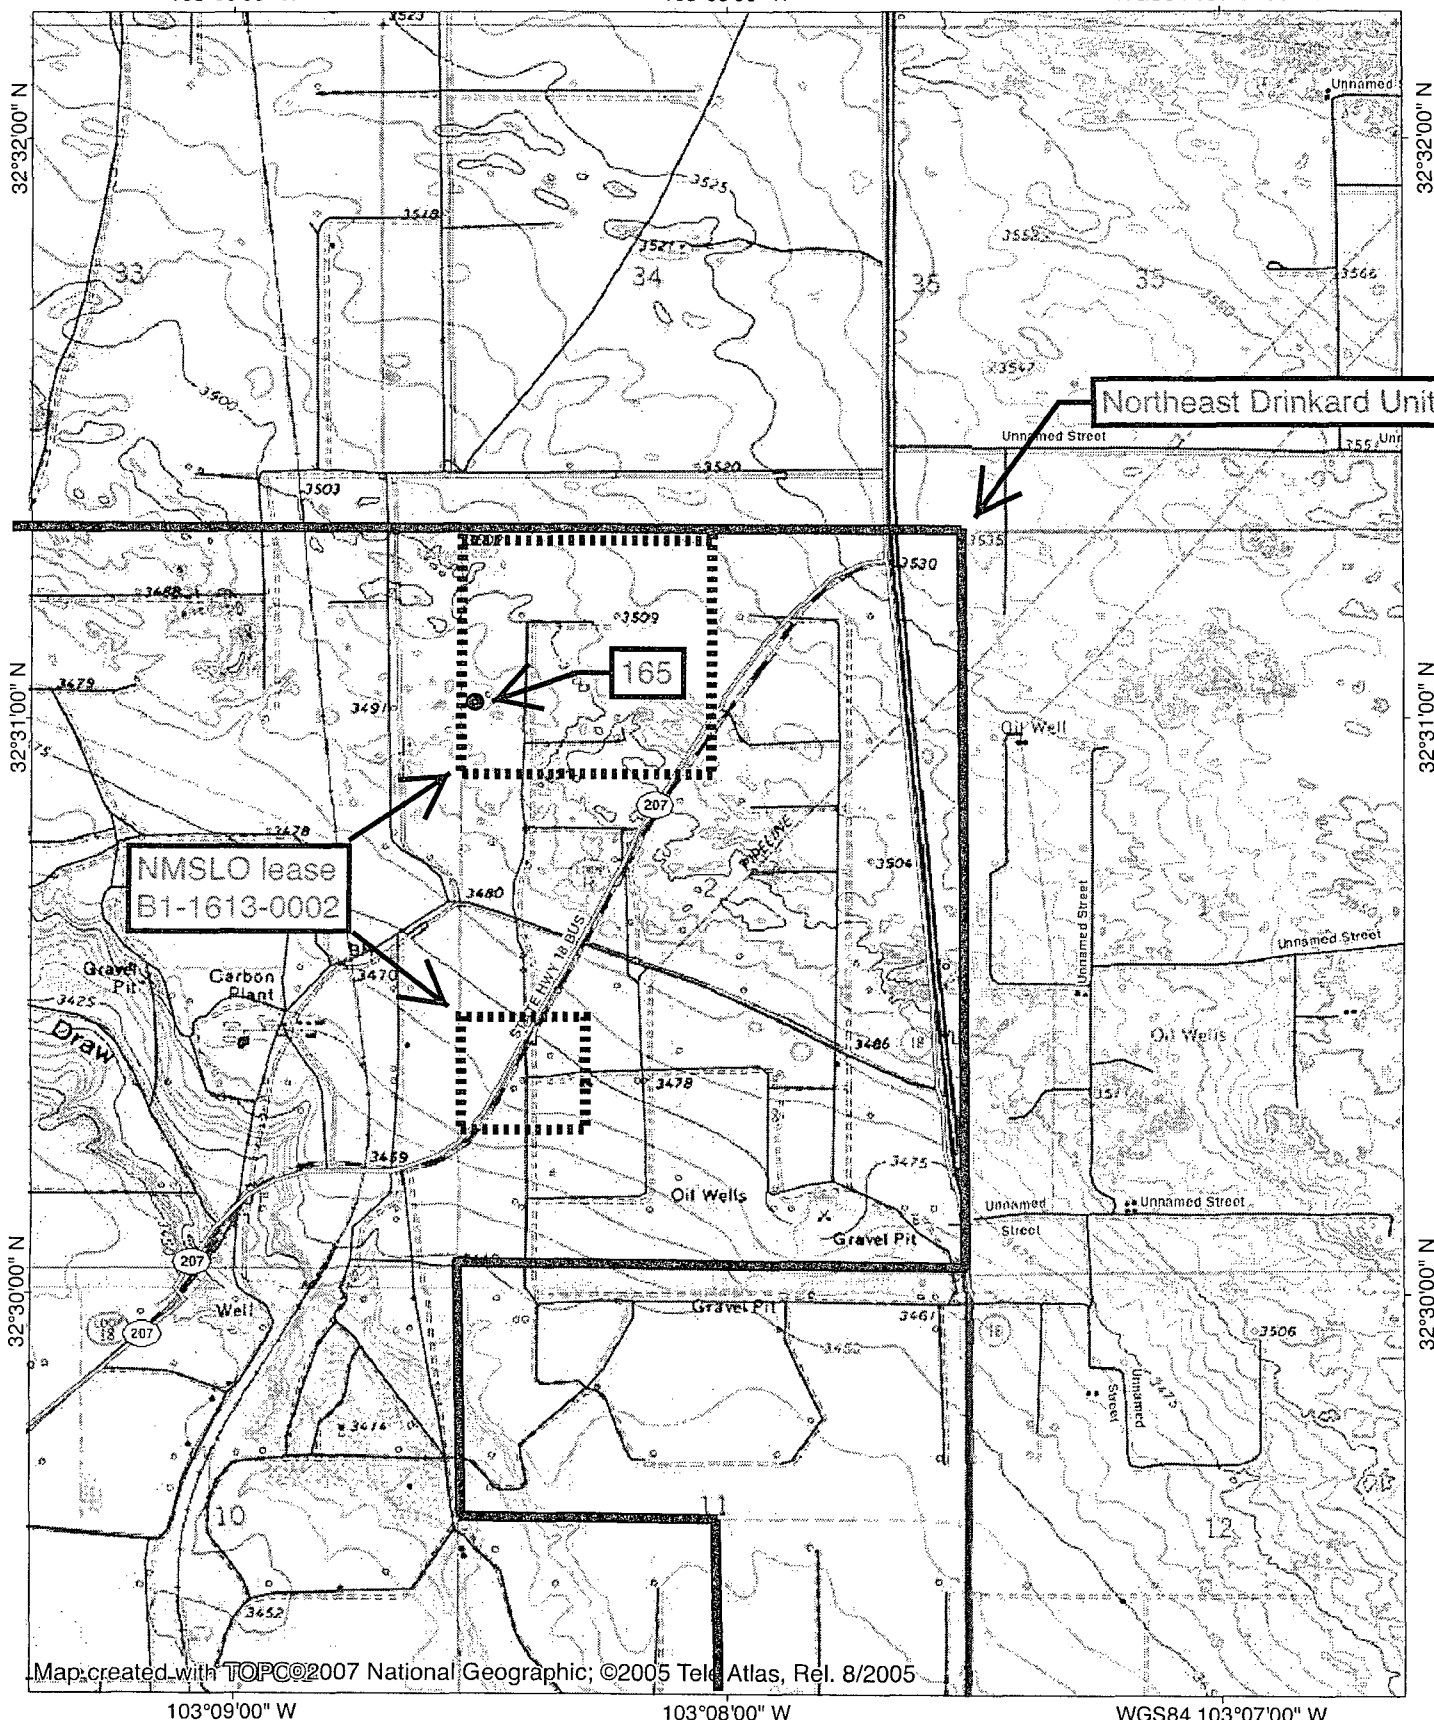 32°32'00" N
32°32'00" N
3523
Unnamed S
3525
3518
3521
3552
33
34
35
35
3566
3550
3547
3500
Northeast Drinkard Unit
Unnamed Street
3520
3503
3535
3530
3488
3509
165
3479
3491
32°31'00" N
32°31'00" N
Oil Well
207
3478
PIPELINE
3504
NMSLO lease
B1-1613-0002
3480
2
Unnamed Street
STATE HWY 18 BUS
Unnamed Street
3470
Gravel
Pit
Carbon
Plant
3425
Draw
3486
18
Oil Wells
3478
3459
3475
Oil Wells
Unnamed
Street
Unnamed Street
Gravel Pit
32°30'00" N
32°30'00" N
207
Well
Gravel Pit
3461
18
LOOP
18
207
3506
3450
3475
Unnamed
Street
3414
10
11
12
3452
Map created with TOPO!©2007 National Geographic; ©2005 Tele Atlas, Rel. 8/2005
103°09'00" W
103°08'00" W
WGS84 103°07'00" W